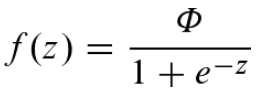 f(z) = Φ / (1 + e^{−z})